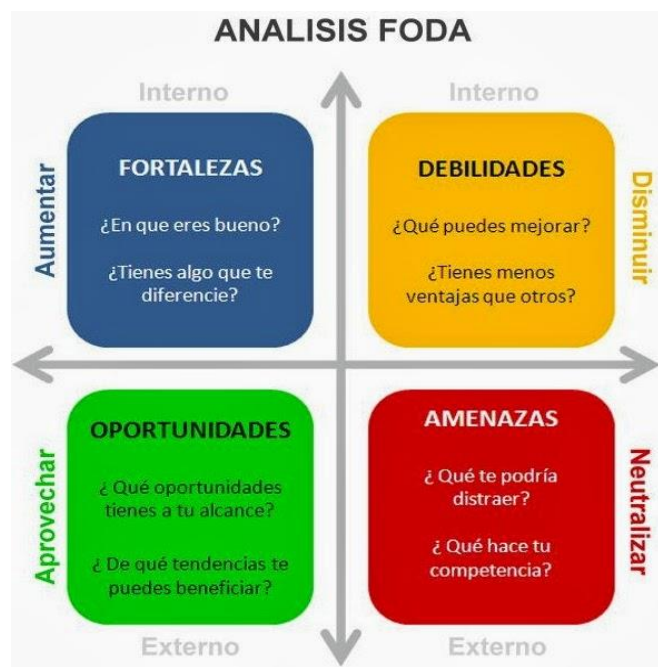 ANALISIS FODA
Interno
Interno
Aumentar
FORTALEZAS
¿En que eres bueno?
¿Tienes algo que te
diferencie?
DEBILIDADES
¿Qué puedes mejorar?
¿Tienes menos
ventajas que otros?
Disminuir
Aprovechar
OPORTUNIDADES
¿ Qué oportunidades
tienes a tu alcance?
¿ De qué tendencias te
puedes beneficiar?
AMENAZAS
¿ Qué te podría
distraer?
¿ Qué hace tu
competencia?
Neutralizar
Externo
Externo